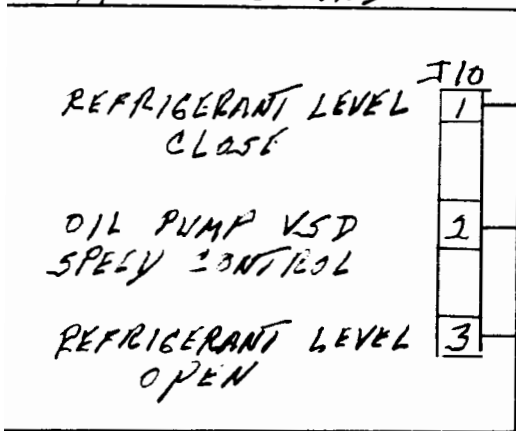 J10
REFRIGERANT LEVEL 1
CLOSE
OIL PUMP VSD 2
SPEED CONTROL
REFRIGERANT LEVEL 3
OPEN